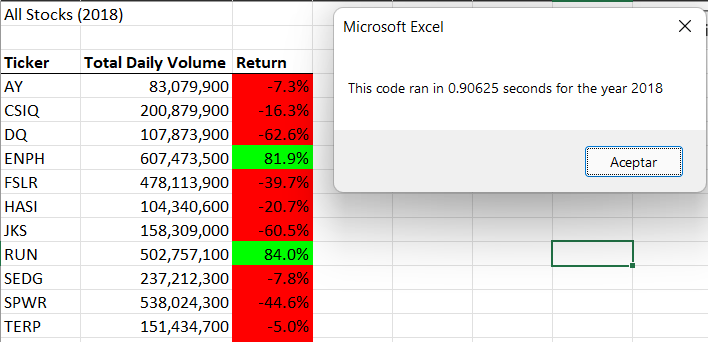 All Stocks (2018)
Microsoft Excel
This code ran in 0.90625 seconds for the year 2018
Aceptar
Ticker Total Daily Volume Return
AY 83,079,900 -7.3%
CSIQ 200,879,900 -16.3%
DQ 107,873,900 -62.6%
ENPH 607,473,500 81.9%
FSLR 478,113,900 -39.7%
HASI 104,340,600 -20.7%
JKS 158,309,000 -60.5%
RUN 502,757,100 84.0%
SEDG 237,212,300 -7.8%
SPWR 538,024,300 -44.6%
TERP 151,434,700 -5.0%